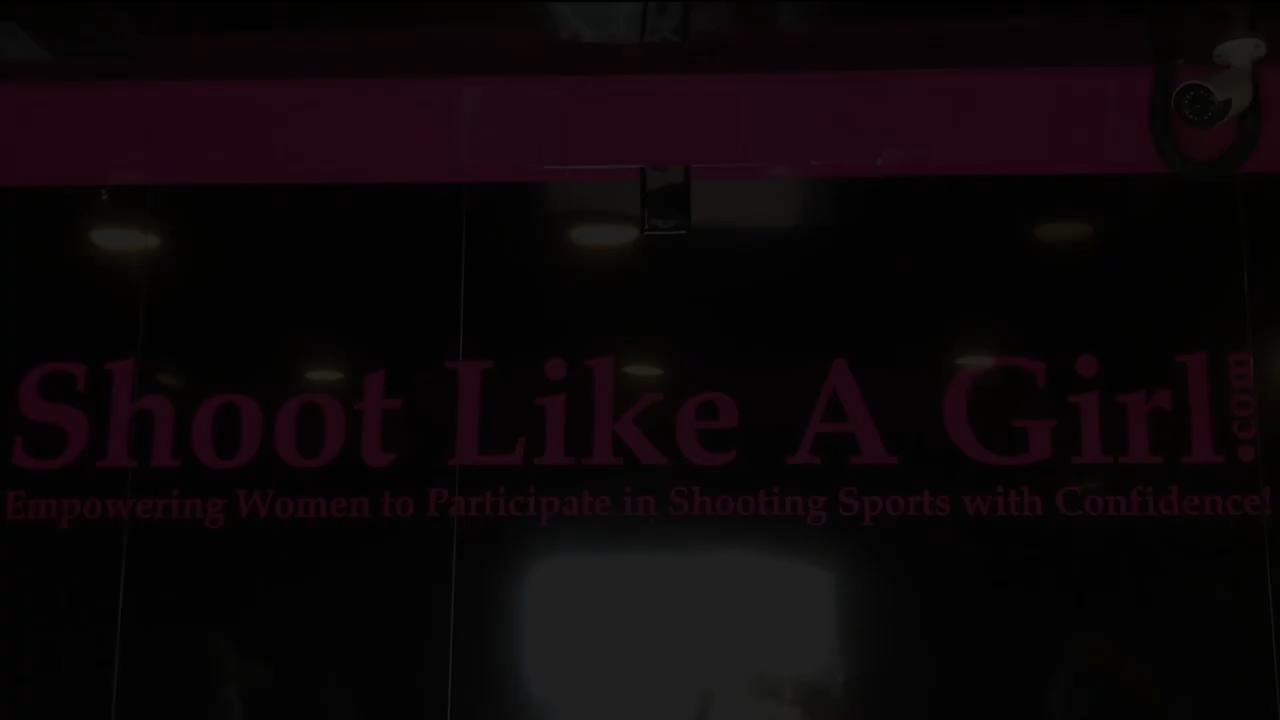 Shoot Like A Girl.com
Empowering Women to Participate in Shooting Sports with Confidence!